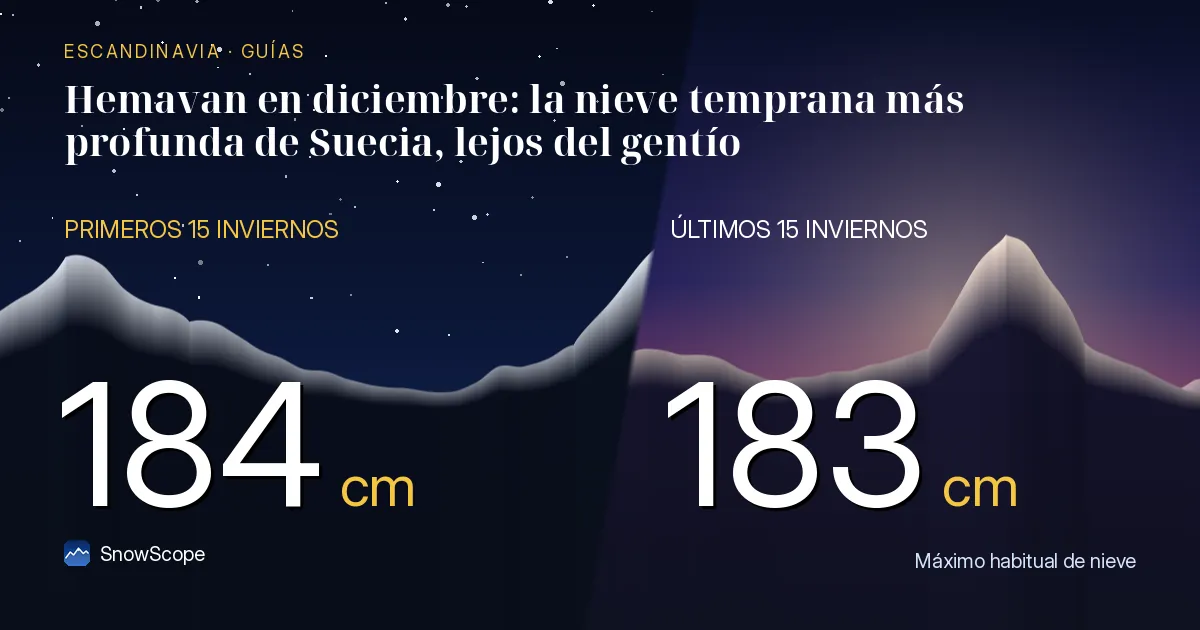 ESCANDINAVIA · GUÍAS
Hemavan en diciembre: la nieve temprana más
profunda de Suecia, lejos del gentío
PRIMEROS 15 INVIERNOS
ÚLTIMOS 15 INVIERNOS
184 cm
183 cm
SnowScope
Máximo habitual de nieve